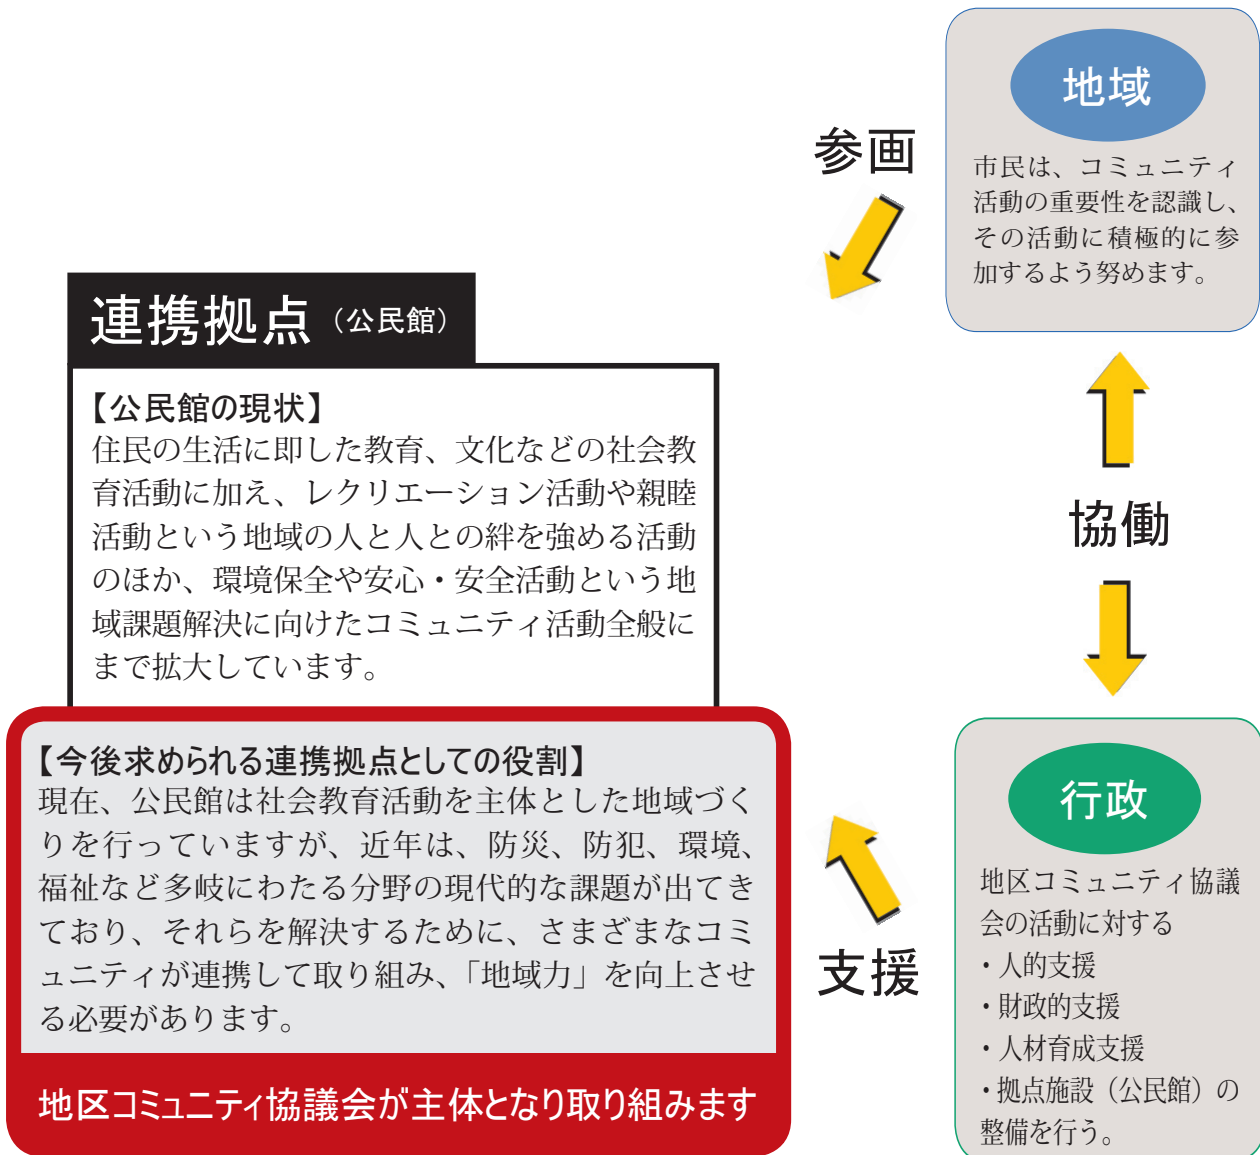 連携拠点（公民館）
【公民館の現状】
住民の生活に即した教育、文化などの社会教
育活動に加え、レクリエーション活動や親睦
活動という地域の人と人との絆を強める活動
のほか、環境保全や安心・安全活動という地
域課題解決に向けたコミュニティ活動全般に
まで拡大しています。
【今後求められる連携拠点としての役割】
現在、公民館は社会教育活動を主体とした地域づく
りを行っていますが、近年は、防災、防犯、環境、
福祉など多岐にわたる分野の現代的な課題が出てき
ており、それらを解決するために、さまざまなコミ
ュニティが連携して取り組み、「地域力」を向上させ
る必要があります。
地区コミュニティ協議会が主体となり取り組みます
参画
地域
市民は、コミュニティ
活動の重要性を認識し、
その活動に積極的に参
加するよう努めます。
協働
支援
行政
地区コミュニティ協議
会の活動に対する
・人的支援
・財政的支援
・人材育成支援
・拠点施設（公民館）の
整備を行う。